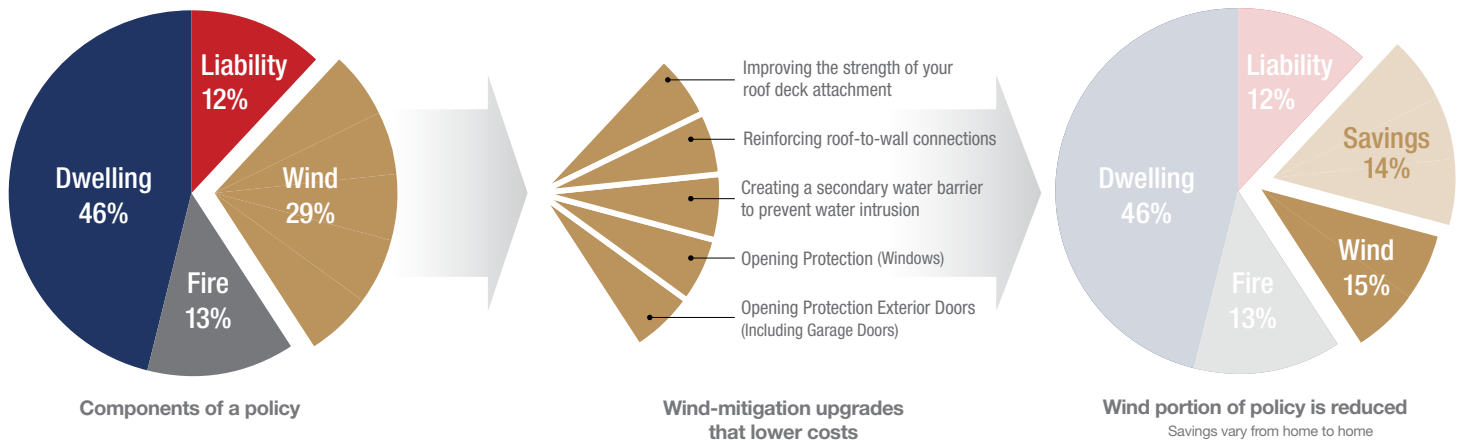 Liability
12%
Dwelling
46%
Wind
29%
Fire
13%
Components of a policy
Improving the strength of your
roof deck attachment
Reinforcing roof-to-wall connections
Creating a secondary water barrier
to prevent water intrusion
Opening Protection (Windows)
Opening Protection Exterior Doors
(Including Garage Doors)
Wind-mitigation upgrades
that lower costs
Liability
12%
Savings
14%
Dwelling
46%
Wind
15%
Fire
13%
Wind portion of policy is reduced
Savings vary from home to home